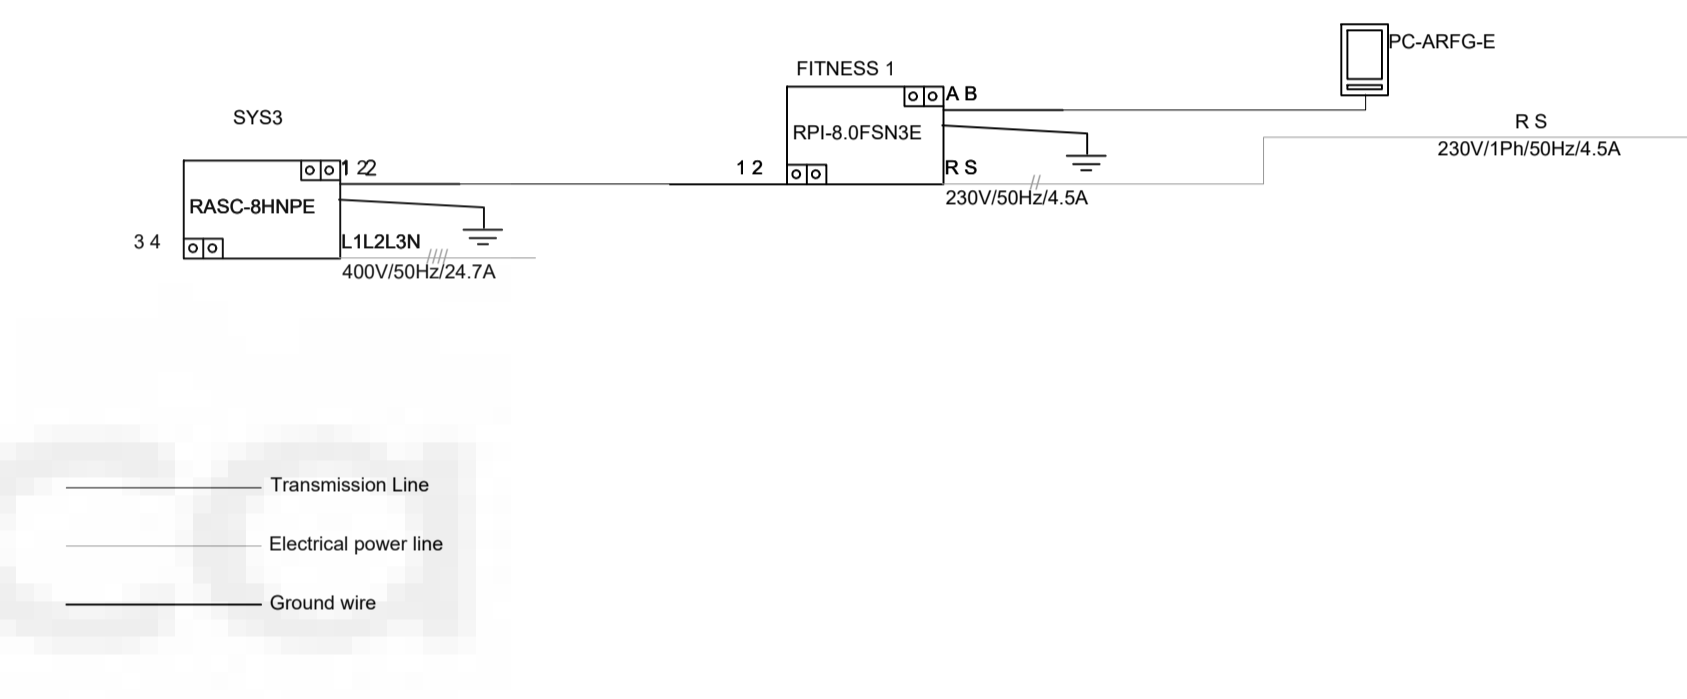 PC-ARFG-E
FITNESS 1
A B
SYS3
R S
RPI-8.0FSN3E
230V/1Ph/50Hz/4.5A
1 2
1 2
R S
230V/50Hz/4.5A
RASC-8HNPE
3 4
L1L2L3N
400V/50Hz/24.7A
Transmission Line
Electrical power line
Ground wire